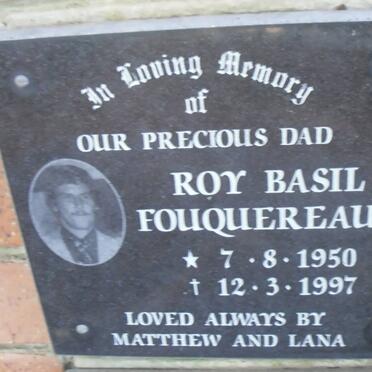 In Loving Memory
of
OUR PRECIOUS DAD
ROY BASIL
FOUQUEREAU
★ 7.8.1950
† 12.3.1997
LOVED ALWAYS BY
MATTHEW AND LANA